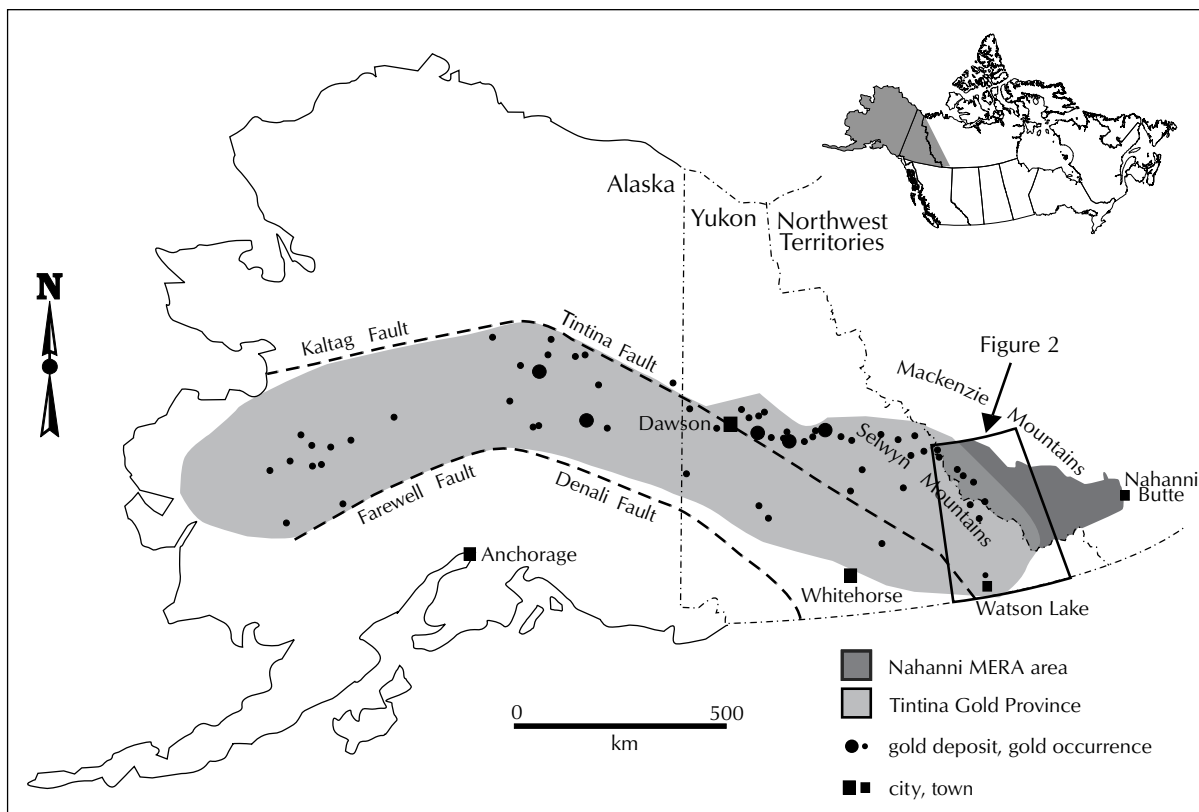 Alaska
Yukon
Northwest
Territories
N
Kaltag Fault
Tintina Fault
Figure 2
Mackenzie
Mountains
Dawson
Selwyn
Mountains
Nahanni
Butte
Farewell Fault
Denali Fault
Anchorage
Whitehorse
Watson Lake
0 500
km
Nahanni MERA area
Tintina Gold Province
gold deposit, gold occurrence
city, town